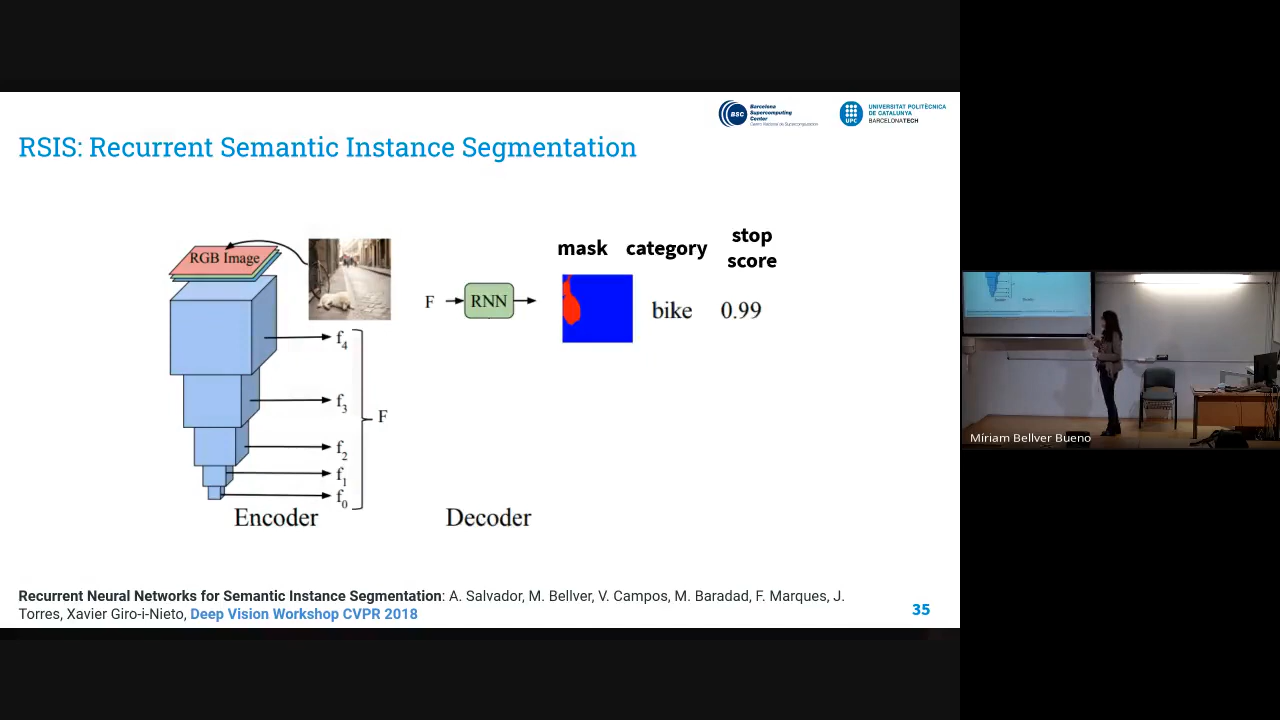 Barcelona
Supercomputing
Center
Centro Nacional de Supercomputación
BSC
UPC
UNIVERSITAT POLITÈCNICA
DE CATALUNYA
BARCELONATECH
RSIS: Recurrent Semantic Instance Segmentation
RGB Image
mask category stop score
F RNN
bike 0.99
f4
f3
F
f2
f1
f0
Encoder Decoder
Míriam Bellver Bueno
Recurrent Neural Networks for Semantic Instance Segmentation: A. Salvador, M. Bellver, V. Campos, M. Baradad, F. Marques, J.
Torres, Xavier Giro-i-Nieto, Deep Vision Workshop CVPR 2018
35